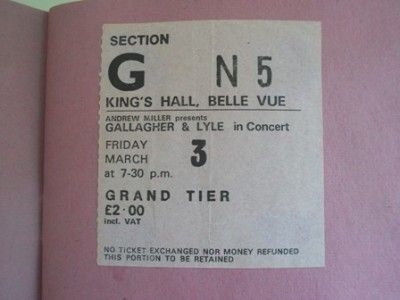 SECTION
G N 5
KING'S HALL, BELLE VUE
ANDREW MILLER presents
GALLAGHER & LYLE in Concert
FRIDAY
MARCH 3
at 7-30 p.m.
GRAND TIER
£2·00
incl. VAT
NO TICKET EXCHANGED NOR MONEY REFUNDED
THIS PORTION TO BE RETAINED